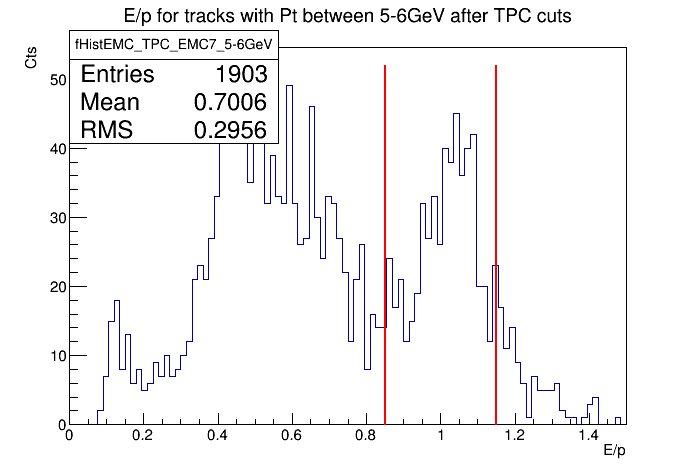 E/p for tracks with Pt between 5-6GeV after TPC cuts
fHistEMC_TPC_EMC7_5-6GeV
Entries 1903
Mean 0.7006
RMS 0.2956
Cts
50
40
30
20
10
0
0 0.2 0.4 0.6 0.8 1 1.2 1.4
E/p